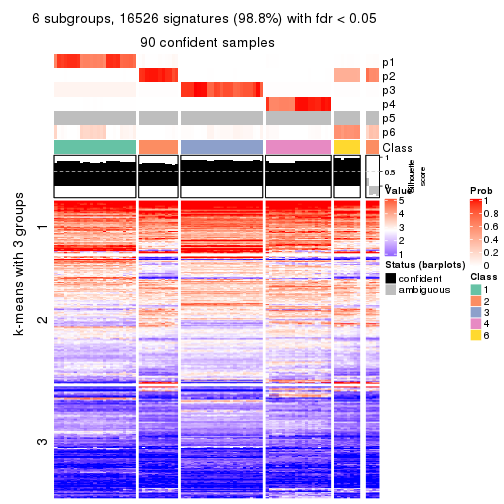 6 subgroups, 16526 signatures (98.8%) with fdr < 0.05
90 confident samples
p1
p2
p3
p4
p5
p6
Class
1
0.5
0
Silhouette
score
k-means with 3 groups
1
2
3
Value
5
4
3
2
1
Status (barplots)
confident
ambiguous
Prob
1
0.8
0.6
0.4
0.2
0
Class
1
2
3
4
6